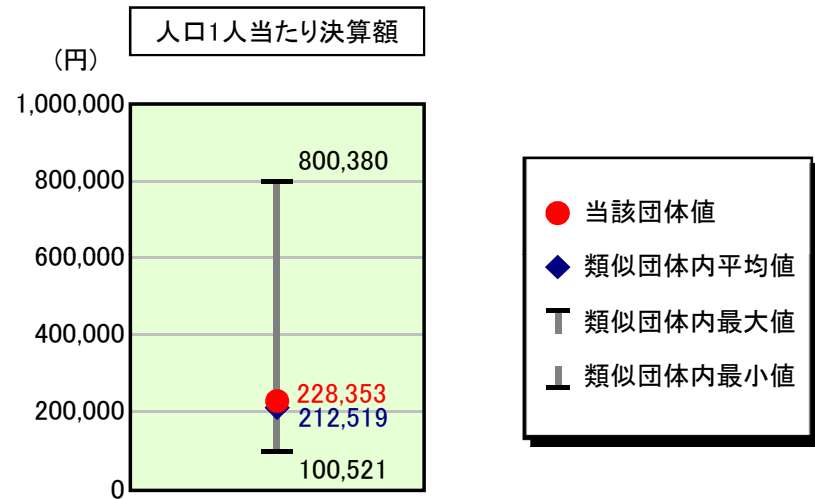 人口1人当たり決算額
(円)
1,000,000
800,000
600,000
400,000
200,000
0
800,380
228,353
212,519
100,521
当該団体値
類似団体内平均値
類似団体内最大値
類似団体内最小値